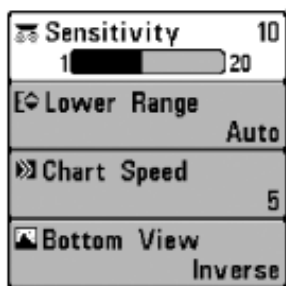 Sensitivity 10
1 20
Lower Range
Auto
Chart Speed
5
Bottom View
Inverse